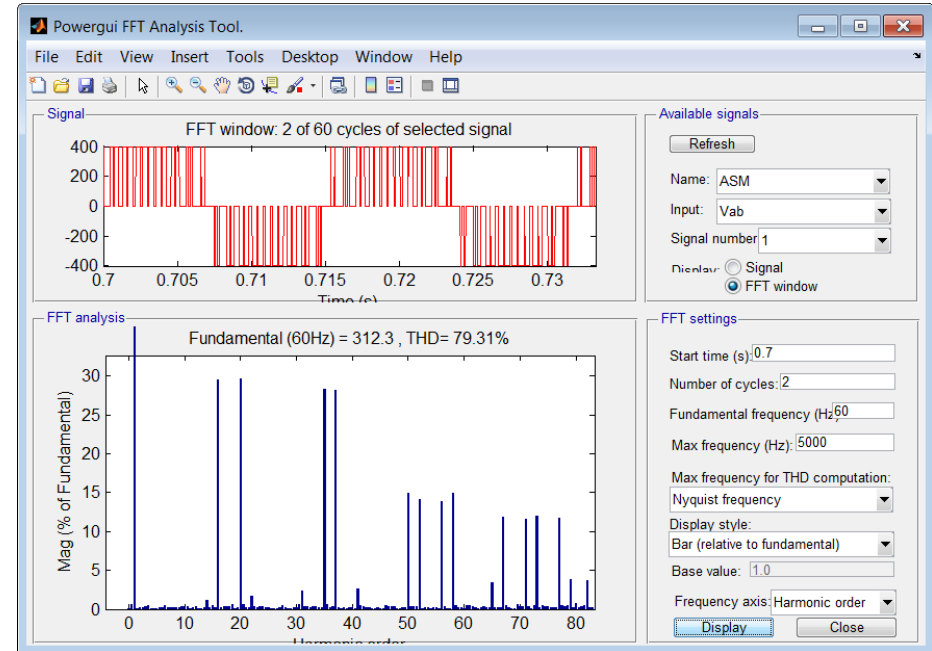 Powergui FFT Analysis Tool.
File Edit View Insert Tools Desktop Window Help
Signal
FFT window: 2 of 60 cycles of selected signal
400
200
0
-200
-400
0.7 0.705 0.71 0.715 0.72 0.725 0.73
Time (s)
FFT analysis
Fundamental (60Hz) = 312.3 , THD= 79.31%
Mag (% of Fundamental)
30
25
20
15
10
5
0
0 10 20 30 40 50 60 70 80
Harmonic order
Available signals
Refresh
Name: ASM
Input: Vab
Signal number 1
Display: Signal
FFT window
FFT settings
Start time (s): 0.7
Number of cycles: 2
Fundamental frequency (Hz 60
Max frequency (Hz): 5000
Max frequency for THD computation:
Nyquist frequency
Display style:
Bar (relative to fundamental)
Base value: 1.0
Frequency axis: Harmonic order
Display Close